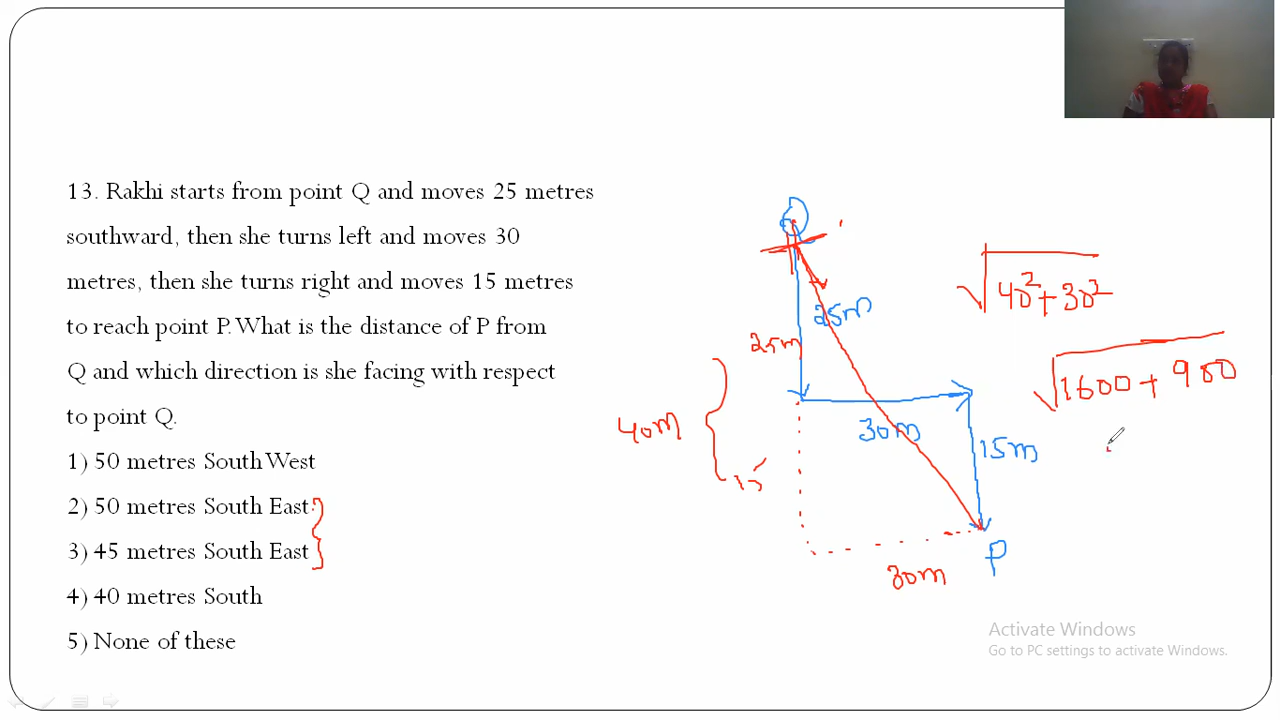 13. Rakhi starts from point Q and moves 25 metres
southward, then she turns left and moves 30
metres, then she turns right and moves 15 metres
to reach point P. What is the distance of P from
Q and which direction is she facing with respect
to point Q.
1) 50 metres South West
2) 50 metres South East
3) 45 metres South East
4) 40 metres South
5) None of these
Q
25m
25m
40m
15
30m
15m
30m
P
√40²+30²
√1600+900
Activate Windows
Go to PC settings to activate Windows.